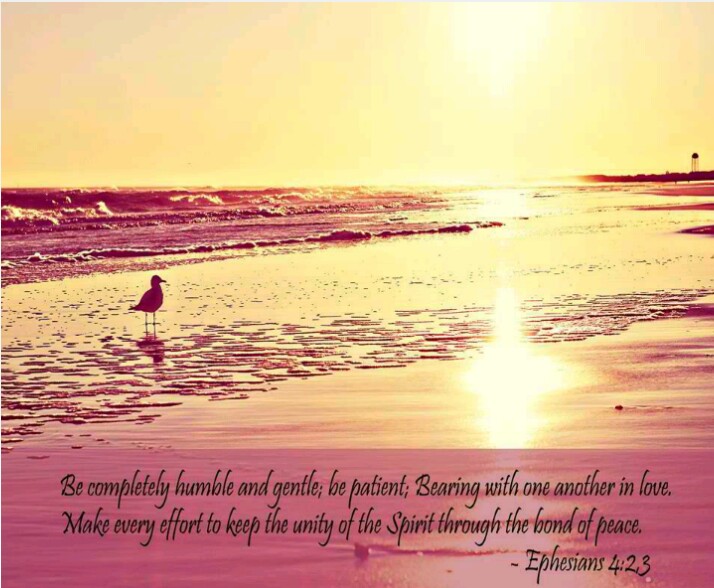 Be completely humble and gentle; be patient; Bearing with one another in love.
Make every effort to keep the unity of the Spirit through the bond of peace.
~ Ephesians 4:2,3